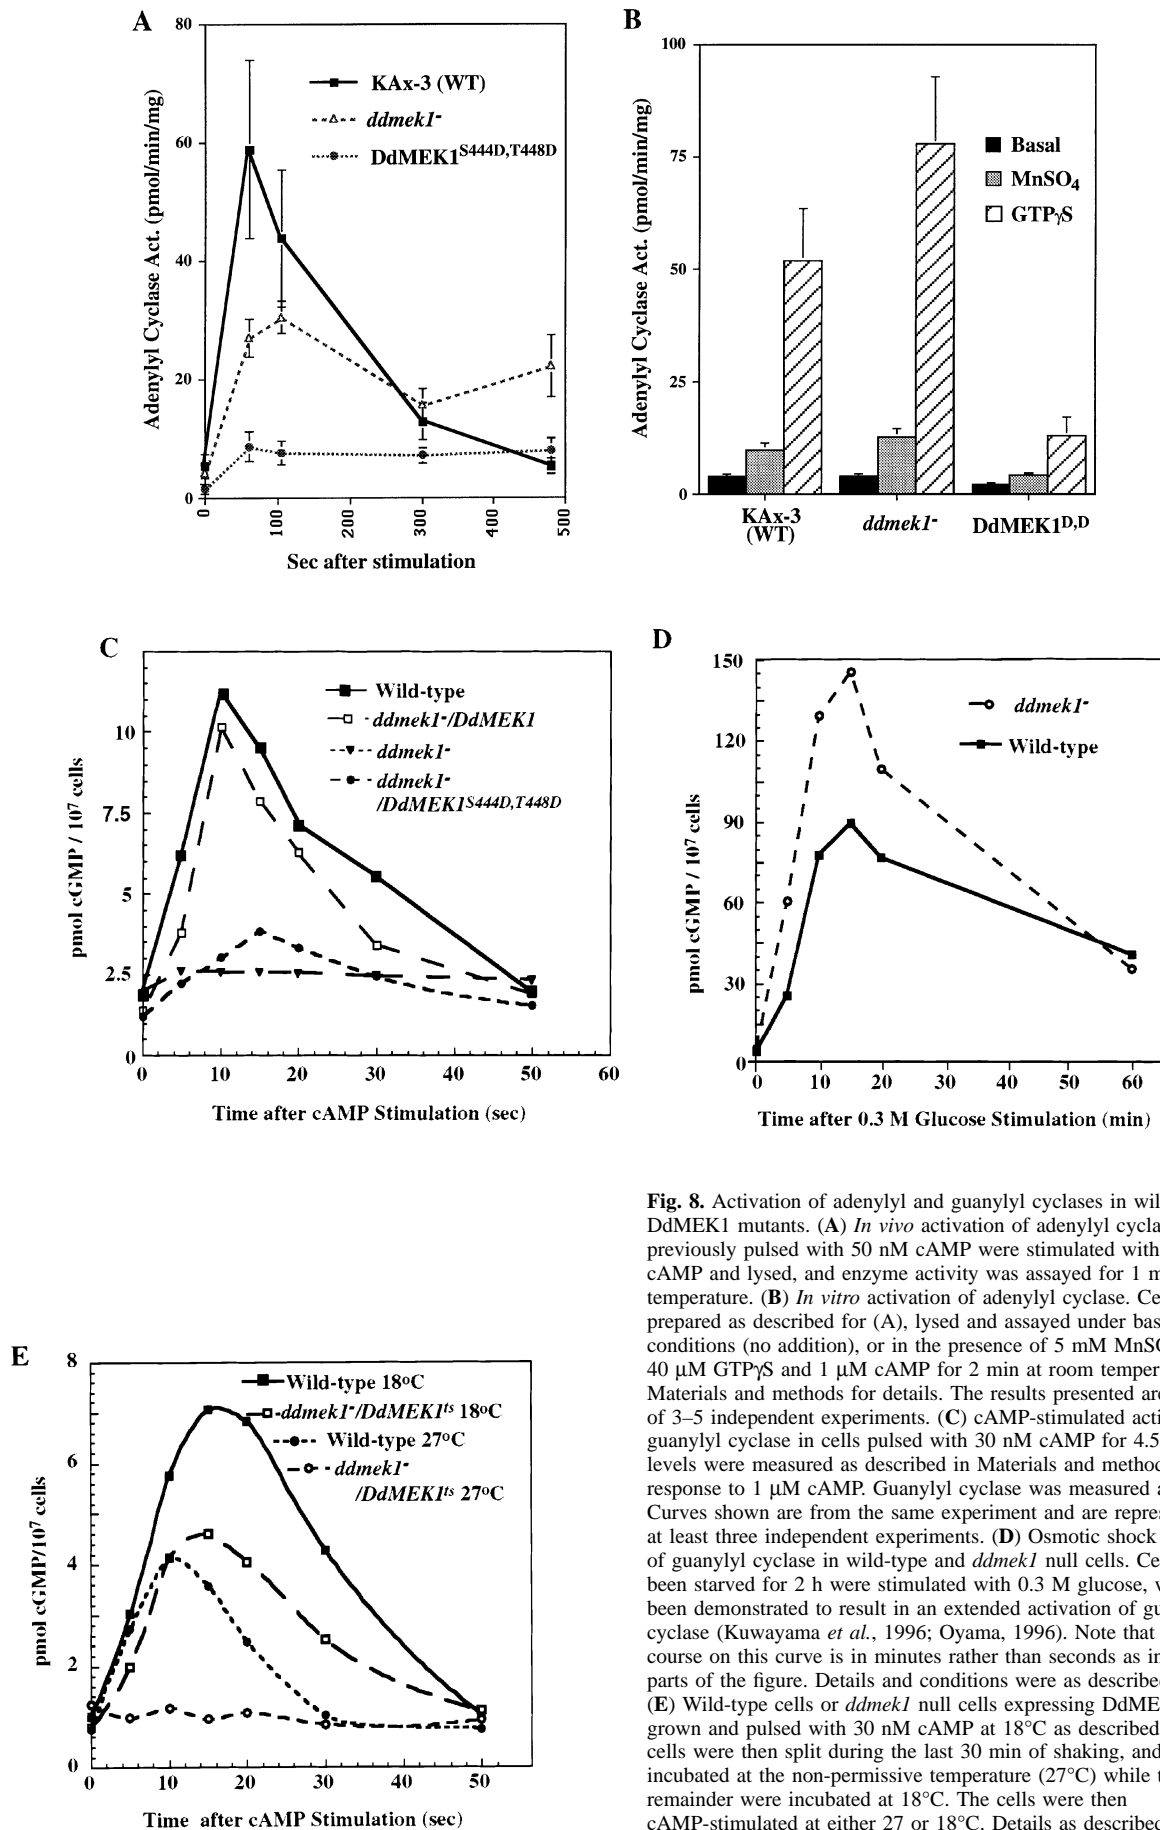 A
80
60
40
20
0
Adenylyl Cyclase Act. (pmol/min/mg)
KAx-3 (WT)
ddmek1-
DdMEK1S444D,T448D
0 100 200 300 400 500
Sec after stimulation
B
100
75
50
25
0
Adenylyl Cyclase Act. (pmol/min/mg)
Basal
MnSO4
GTPγS
KAx-3 ddmek1- DdMEK1D,D
(WT)
C
10
7.5
5
2.5
0
pmol cGMP / 10⁷ cells
Wild-type
ddmek1-/DdMEK1
ddmek1-
ddmek1-
/DdMEK1S444D,T448D
0 10 20 30 40 50 60
Time after cAMP Stimulation (sec)
D
150
120
90
60
30
0
pmol cGMP / 10⁷ cells
ddmek1-
Wild-type
0 10 20 30 40 50 60
Time after 0.3 M Glucose Stimulation (min)
E
8
6
4
2
0
pmol cGMP/10⁷ cells
Wild-type 18°C
ddmek1-/DdMEK1ts 18°C
Wild-type 27°C
ddmek1-
/DdMEK1ts 27°C
0 10 20 30 40 50
Time after cAMP Stimulation (sec)
Fig. 8. Activation of adenylyl and guanylyl cyclases in wil
DdMEK1 mutants. (A) In vivo activation of adenylyl cycla
previously pulsed with 50 nM cAMP were stimulated with
cAMP and lysed, and enzyme activity was assayed for 1 m
temperature. (B) In vitro activation of adenylyl cyclase. Ce
prepared as described for (A), lysed and assayed under bas
conditions (no addition), or in the presence of 5 mM MnSO
40 μM GTPγS and 1 μM cAMP for 2 min at room temper
Materials and methods for details. The results presented are
of 3–5 independent experiments. (C) cAMP-stimulated acti
guanylyl cyclase in cells pulsed with 30 nM cAMP for 4.5
levels were measured as described in Materials and method
response to 1 μM cAMP. Guanylyl cyclase was measured a
Curves shown are from the same experiment and are repres
at least three independent experiments. (D) Osmotic shock
of guanylyl cyclase in wild-type and ddmek1 null cells. Ce
been starved for 2 h were stimulated with 0.3 M glucose, w
been demonstrated to result in an extended activation of gu
cyclase (Kuwayama et al., 1996; Oyama, 1996). Note that
course on this curve is in minutes rather than seconds as in
parts of the figure. Details and conditions were as described
(E) Wild-type cells or ddmek1 null cells expressing DdME
grown and pulsed with 30 nM cAMP at 18°C as described
cells were then split during the last 30 min of shaking, and
incubated at the non-permissive temperature (27°C) while t
remainder were incubated at 18°C. The cells were then
cAMP-stimulated at either 27 or 18°C. Details as described